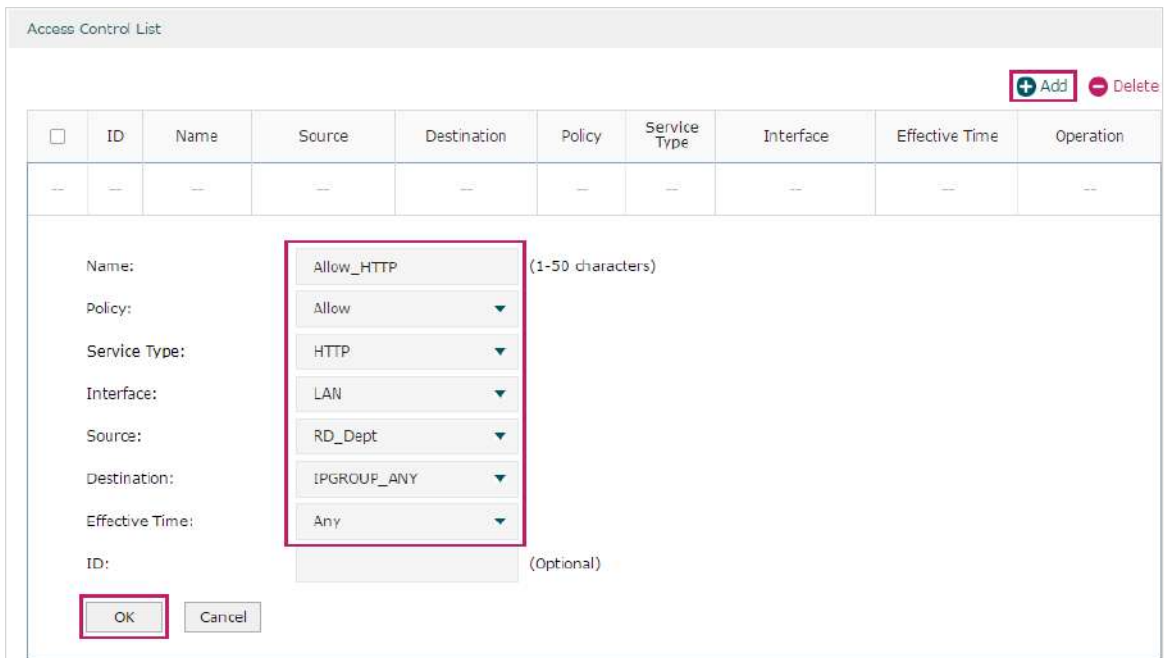 Access Control List
Add Delete
ID Name Source Destination Policy Service Type Interface Effective Time Operation
-- -- -- -- -- -- -- -- -- --
Name: Allow_HTTP (1-50 characters)
Policy: Allow
Service Type: HTTP
Interface: LAN
Source: RD_Dept
Destination: IPGROUP_ANY
Effective Time: Any
ID: (Optional)
OK Cancel